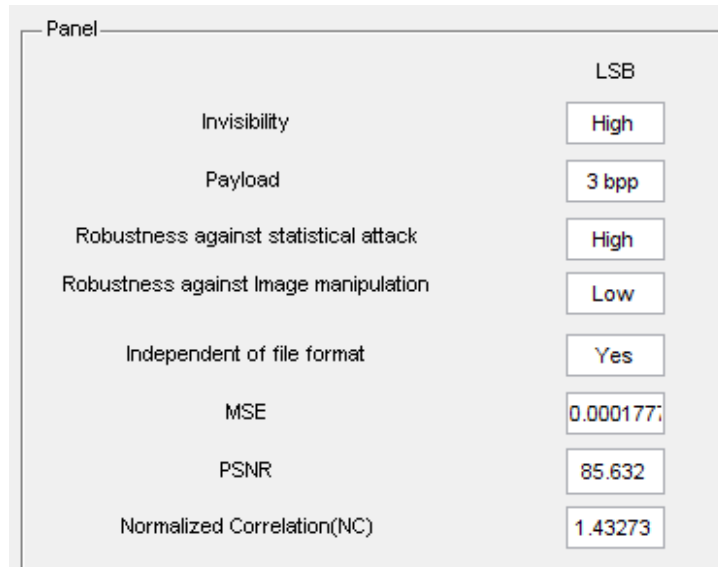 Panel
LSB
Invisibility High
Payload 3 bpp
Robustness against statistical attack High
Robustness against Image manipulation Low
Independent of file format Yes
MSE 0.0001777
PSNR 85.632
Normalized Correlation(NC) 1.43273